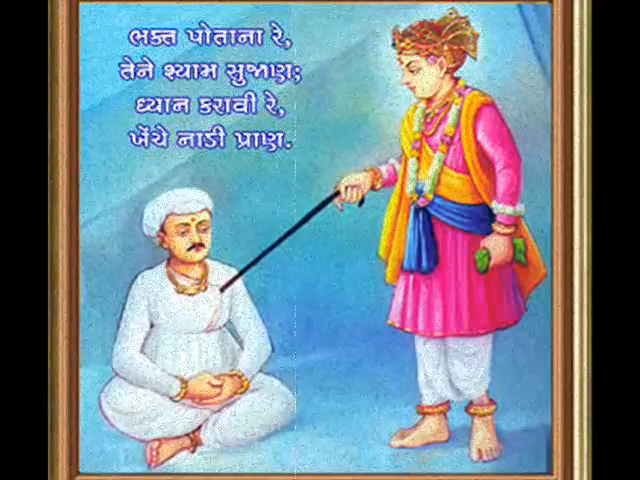 ભક્ત પોતાના રે,
તેને શ્યામ સુજાણ;
ધ્યાન કરાવી રે,
ખેંચે નાડી પ્રાણ.